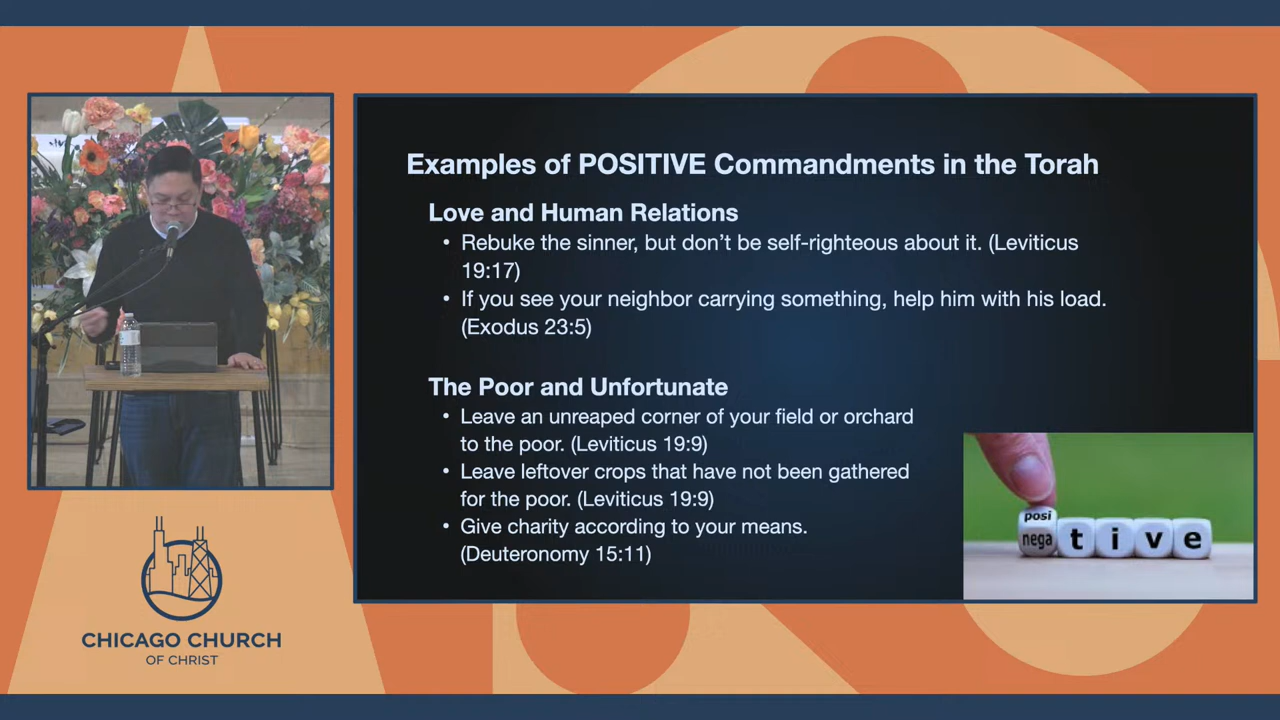 Examples of POSITIVE Commandments in the Torah
Love and Human Relations
• Rebuke the sinner, but don’t be self-righteous about it. (Leviticus
19:17)
• If you see your neighbor carrying something, help him with his load.
(Exodus 23:5)
The Poor and Unfortunate
• Leave an unreaped corner of your field or orchard
to the poor. (Leviticus 19:9)
• Leave leftover crops that have not been gathered
for the poor. (Leviticus 19:9)
• Give charity according to your means.
(Deuteronomy 15:11)
posi
nega t i v e
CHICAGO CHURCH
OF CHRIST